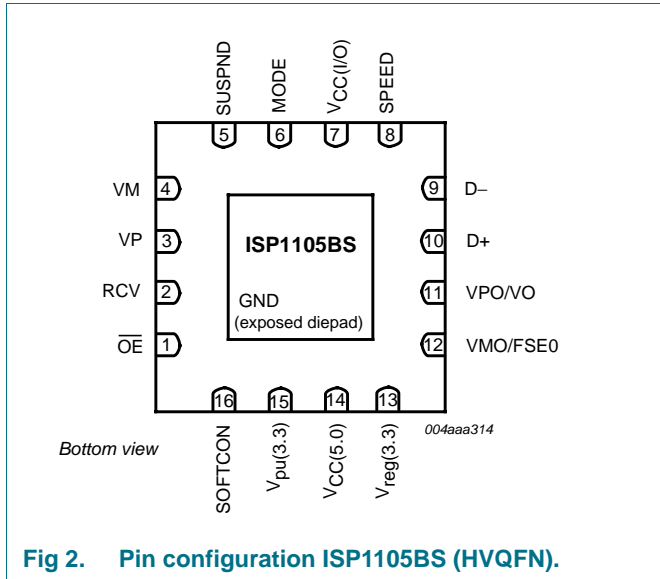 SUSPND
MODE
VCC(I/O)
SPEED
5
6
7
8
VM 4
9 D−
VP 3
10 D+
RCV 2
11 VPO/VO
OE 1
12 VMO/FSE0
ISP1105BS
GND
(exposed diepad)
16
15
14
13
SOFTCON
Vpu(3.3)
VCC(5.0)
Vreg(3.3)
004aaa314
Bottom view
Fig 2. Pin configuration ISP1105BS (HVQFN).